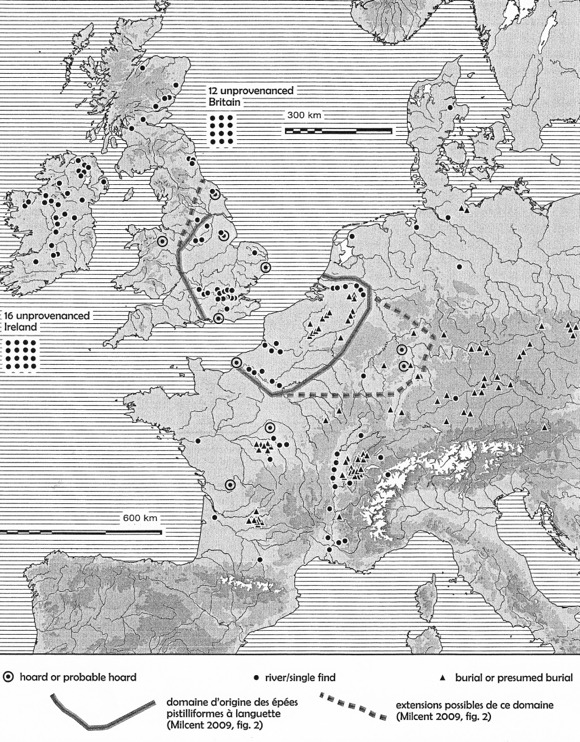 12 unprovenanced
Britain
300 km
16 unprovenanced
Ireland
600 km
hoard or probable hoard
river/single find
burial or presumed burial
domaine d'origine des épées
pistilliformes à languette
(Milcent 2009, fig. 2)
extensions possibles de ce domaine
(Milcent 2009, fig. 2)